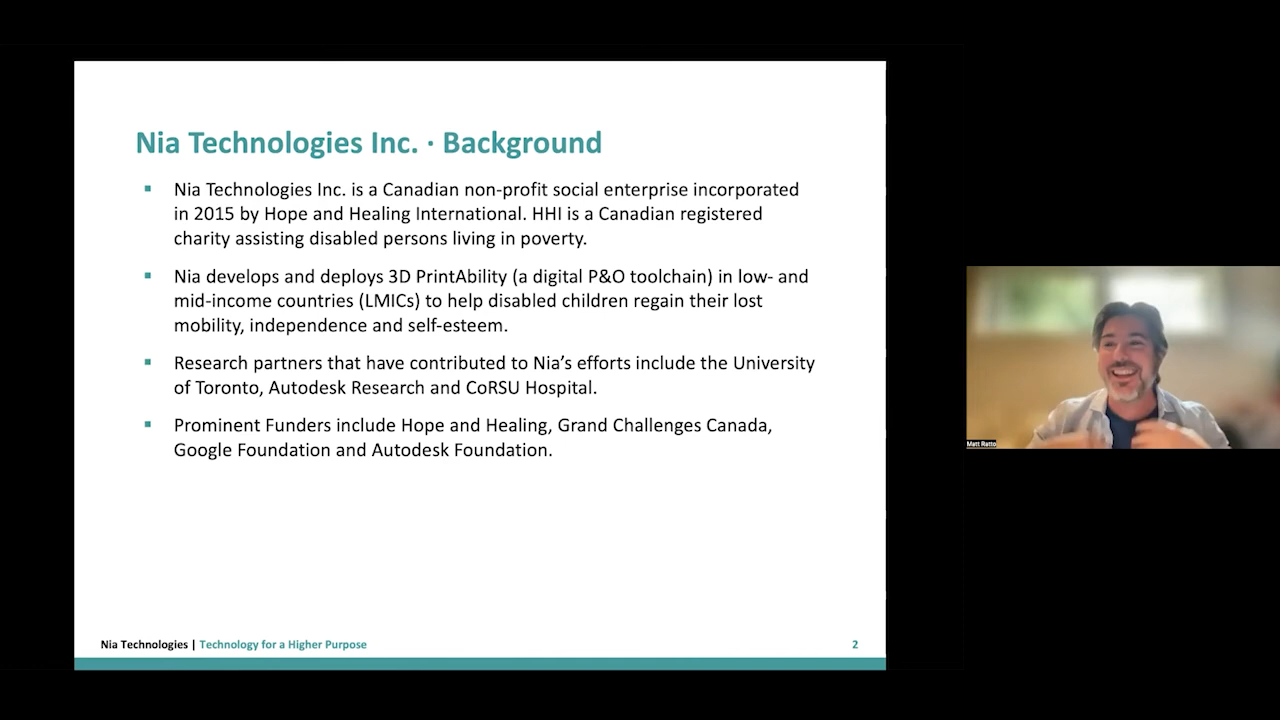 Nia Technologies Inc. · Background
▪ Nia Technologies Inc. is a Canadian non-profit social enterprise incorporated
in 2015 by Hope and Healing International. HHI is a Canadian registered
charity assisting disabled persons living in poverty.
▪ Nia develops and deploys 3D PrintAbility (a digital P&O toolchain) in low- and
mid-income countries (LMICs) to help disabled children regain their lost
mobility, independence and self-esteem.
▪ Research partners that have contributed to Nia’s efforts include the University
of Toronto, Autodesk Research and CoRSU Hospital.
▪ Prominent Funders include Hope and Healing, Grand Challenges Canada,
Google Foundation and Autodesk Foundation.
Nia Technologies | Technology for a Higher Purpose
2
Matt Ratto